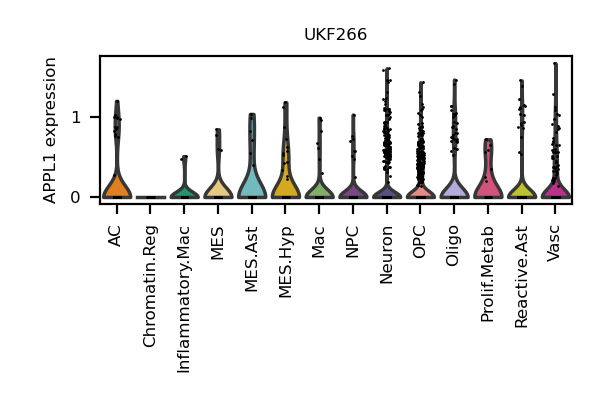 UKF266
APPL1 expression
1
0
AC
Chromatin.Reg
Inflammatory.Mac
MES
MES.Ast
MES.Hyp
Mac
NPC
Neuron
OPC
Oligo
Prolif.Metab
Reactive.Ast
Vasc